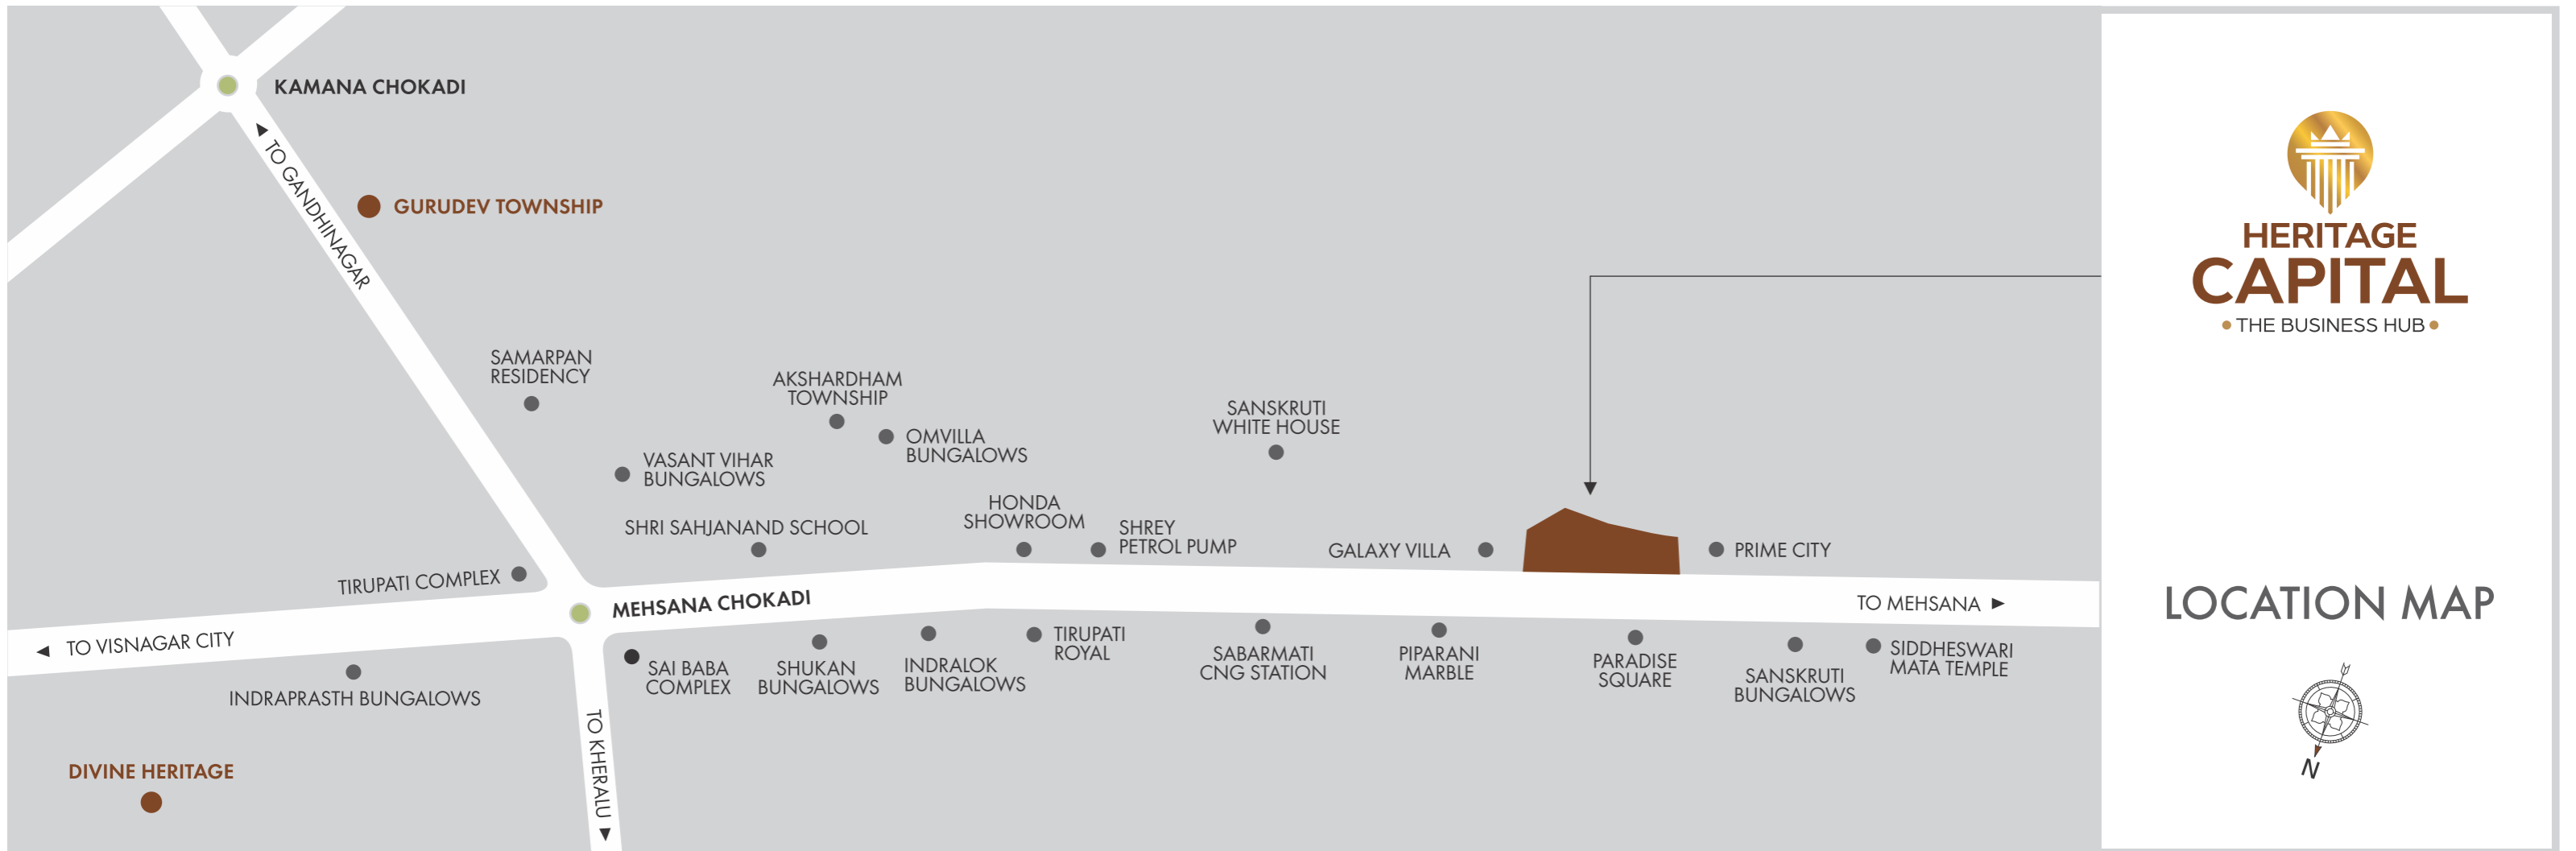 KAMANA CHOKADI
TO GANDHINAGAR
GURUDEV TOWNSHIP
SAMARPAN
RESIDENCY
AKSHARDHAM
TOWNSHIP
OMVILLA
BUNGALOWS
VASANT VIHAR
BUNGALOWS
SANSKRUTI
WHITE HOUSE
SHRI SAHJANAND SCHOOL
HONDA
SHOWROOM
SHREY
PETROL PUMP
GALAXY VILLA
PRIME CITY
TIRUPATI COMPLEX
MEHSANA CHOKADI
TO MEHSANA
TO VISNAGAR CITY
INDRAPRASTH BUNGALOWS
SAI BABA
COMPLEX
SHUKAN
BUNGALOWS
INDRALOK
BUNGALOWS
TIRUPATI
ROYAL
SABARMATI
CNG STATION
PIPARANI
MARBLE
PARADISE
SQUARE
SANSKRUTI
BUNGALOWS
SIDDHESWARI
MATA TEMPLE
TO KHERALU
DIVINE HERITAGE
HERITAGE
CAPITAL
• THE BUSINESS HUB •
LOCATION MAP
N